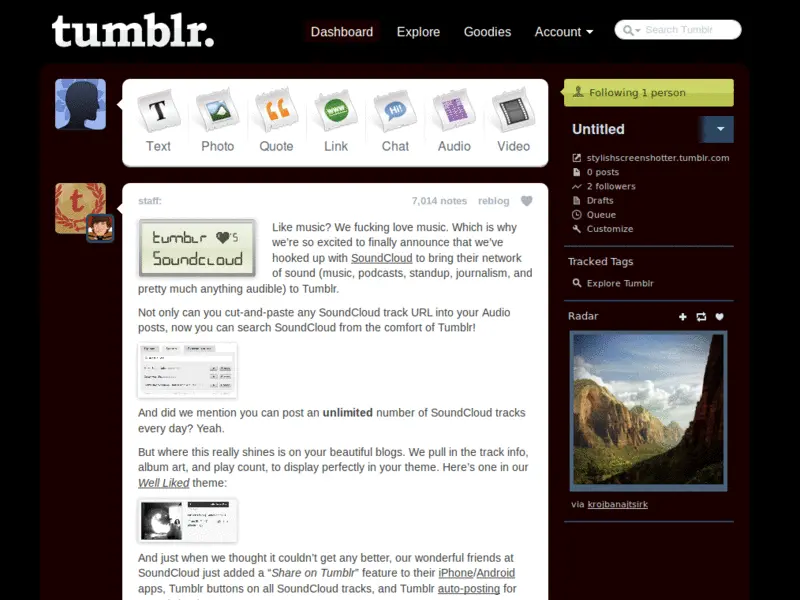 tumblr.
Dashboard
Explore
Goodies
Account
Search Tumblr
Text
Photo
Quote
Link
Chat
Audio
Video
WWW
Hi!
T
staff:
7,014 notes
reblog
tumblr ♥'s
Soundcloud
Like music? We fucking love music. Which is why
we're so excited to finally announce that we've
hooked up with SoundCloud to bring their network
of sound (music, podcasts, standup, journalism, and
pretty much anything audible) to Tumblr.
Not only can you cut-and-paste any SoundCloud track URL into your Audio
posts, now you can search SoundCloud from the comfort of Tumblr!
And did we mention you can post an unlimited number of SoundCloud tracks
every day? Yeah.
But where this really shines is on your beautiful blogs. We pull in the track info,
album art, and play count, to display perfectly in your theme. Here's one in our
Well Liked theme:
And just when we thought it couldn't get any better, our wonderful friends at
SoundCloud just added a “Share on Tumblr” feature to their iPhone/Android
apps, Tumblr buttons on all SoundCloud tracks, and Tumblr auto-posting for
Following 1 person
Untitled
stylishscreenshotter.tumblr.com
0 posts
2 followers
Drafts
Queue
Customize
Tracked Tags
Explore Tumblr
Radar
via krojbanajtsirk